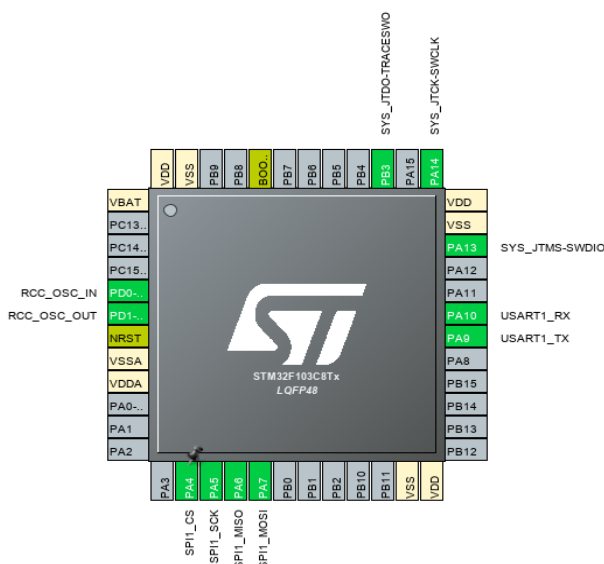 SYS_JTDO-TRACESWO
SYS_JTCK-SWCLK
VDD
VSS
PB9
PB8
BOO..
PB7
PB6
PB5
PB4
PB3
PA15
PA14
VBAT
PC13..
PC14..
PC15..
RCC_OSC_IN PD0-..
RCC_OSC_OUT PD1-..
NRST
VSSA
VDDA
PA0-..
PA1
PA2
ST
STM32F103C8Tx
LQFP48
VDD
VSS
PA13 SYS_JTMS-SWDIO
PA12
PA11
PA10 USART1_RX
PA9 USART1_TX
PA8
PB15
PB14
PB13
PB12
PA3
PA4
PA5
PA6
PA7
PB0
PB1
PB2
PB10
PB11
VSS
VDD
SPI1_CS
SPI1_SCK
SPI1_MISO
SPI1_MOSI